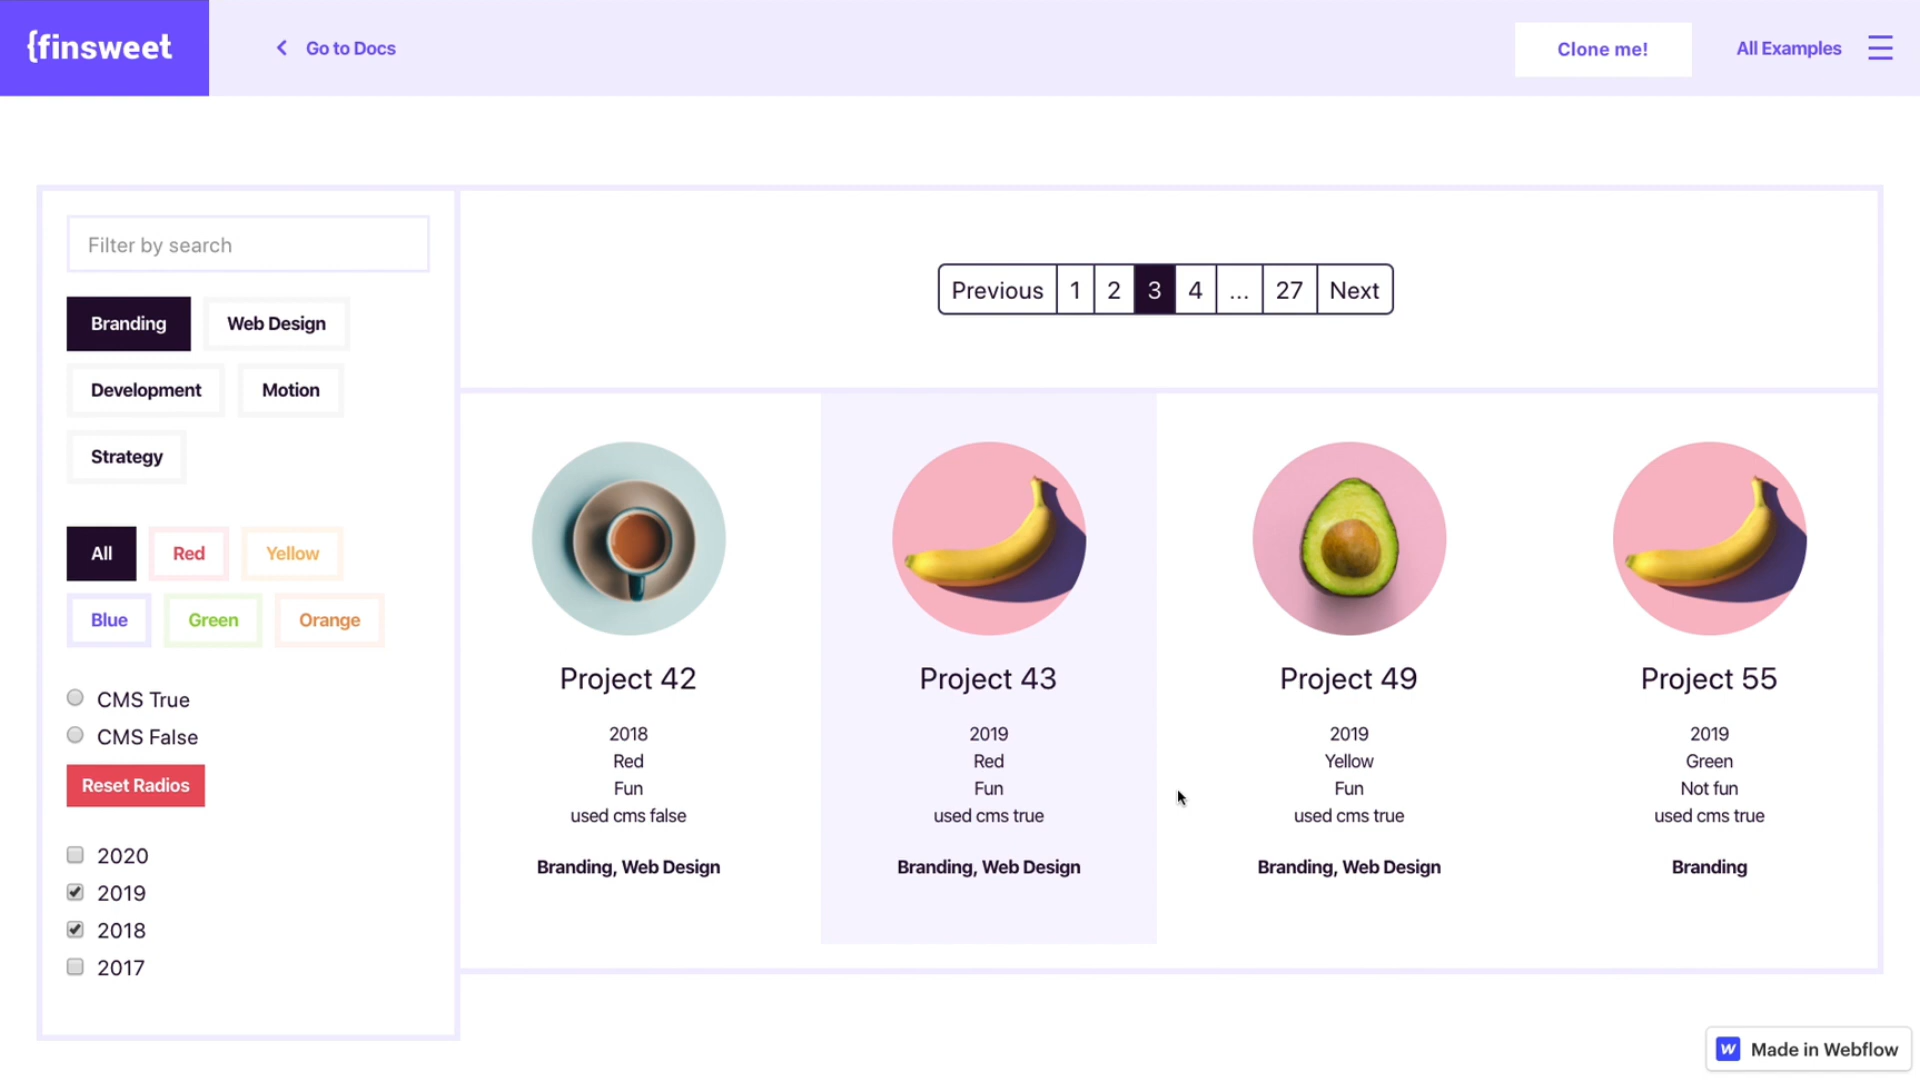 {finsweet
Go to Docs
Clone me!
All Examples
Filter by search
Branding
Web Design
Development
Motion
Strategy
All
Red
Yellow
Blue
Green
Orange
CMS True
CMS False
Reset Radios
2020
2019
2018
2017
Previous 1 2 3 4 ... 27 Next
Project 42
2018
Red
Fun
used cms false
Branding, Web Design
Project 43
2019
Red
Fun
used cms true
Branding, Web Design
Project 49
2019
Yellow
Fun
used cms true
Branding, Web Design
Project 55
2019
Green
Not fun
used cms true
Branding
W Made in Webflow